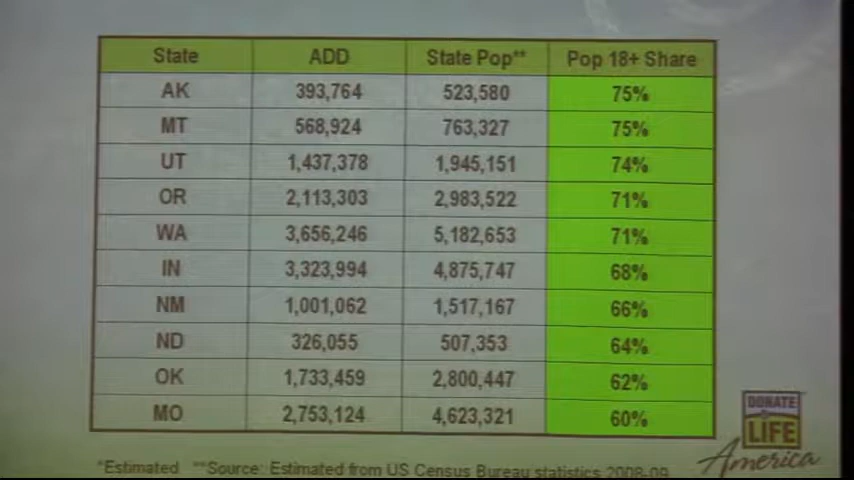 State ADD State Pop** Pop 18+ Share
AK 393,764 523,580 75%
MT 568,924 763,327 75%
UT 1,437,378 1,945,151 74%
OR 2,113,303 2,983,522 71%
WA 3,656,246 5,182,653 71%
IN 3,323,994 4,875,747 68%
NM 1,001,062 1,517,167 66%
ND 326,055 507,353 64%
OK 1,733,459 2,800,447 62%
MO 2,753,124 4,623,321 60%
*Estimated **Source: Estimated from US Census Bureau statistics 2008-09
DONATE
LIFE
America